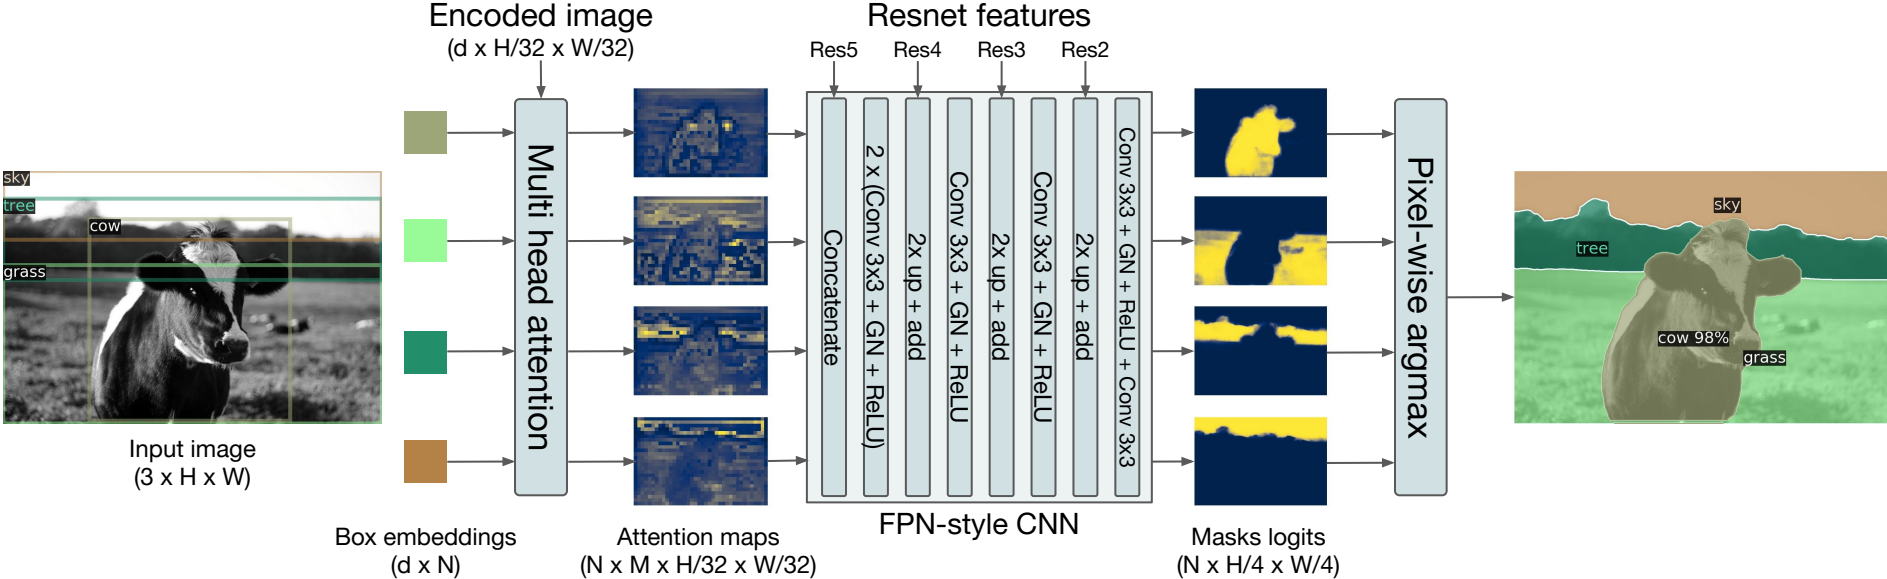 Encoded image
(d x H/32 x W/32)
Resnet features
Res5
Res4
Res3
Res2
sky
tree
cow
grass
Input image
(3 x H x W)
Box embeddings
(d x N)
Multi head attention
Attention maps
(N x M x H/32 x W/32)
Concatenate
2 x (Conv 3x3 + GN + ReLU)
2x up + add
Conv 3x3 + GN + ReLU
2x up + add
Conv 3x3 + GN + ReLU
2x up + add
Conv 3x3 + GN + ReLU + Conv 3x3
FPN-style CNN
Masks logits
(N x H/4 x W/4)
Pixel-wise argmax
sky
tree
cow 98%
grass